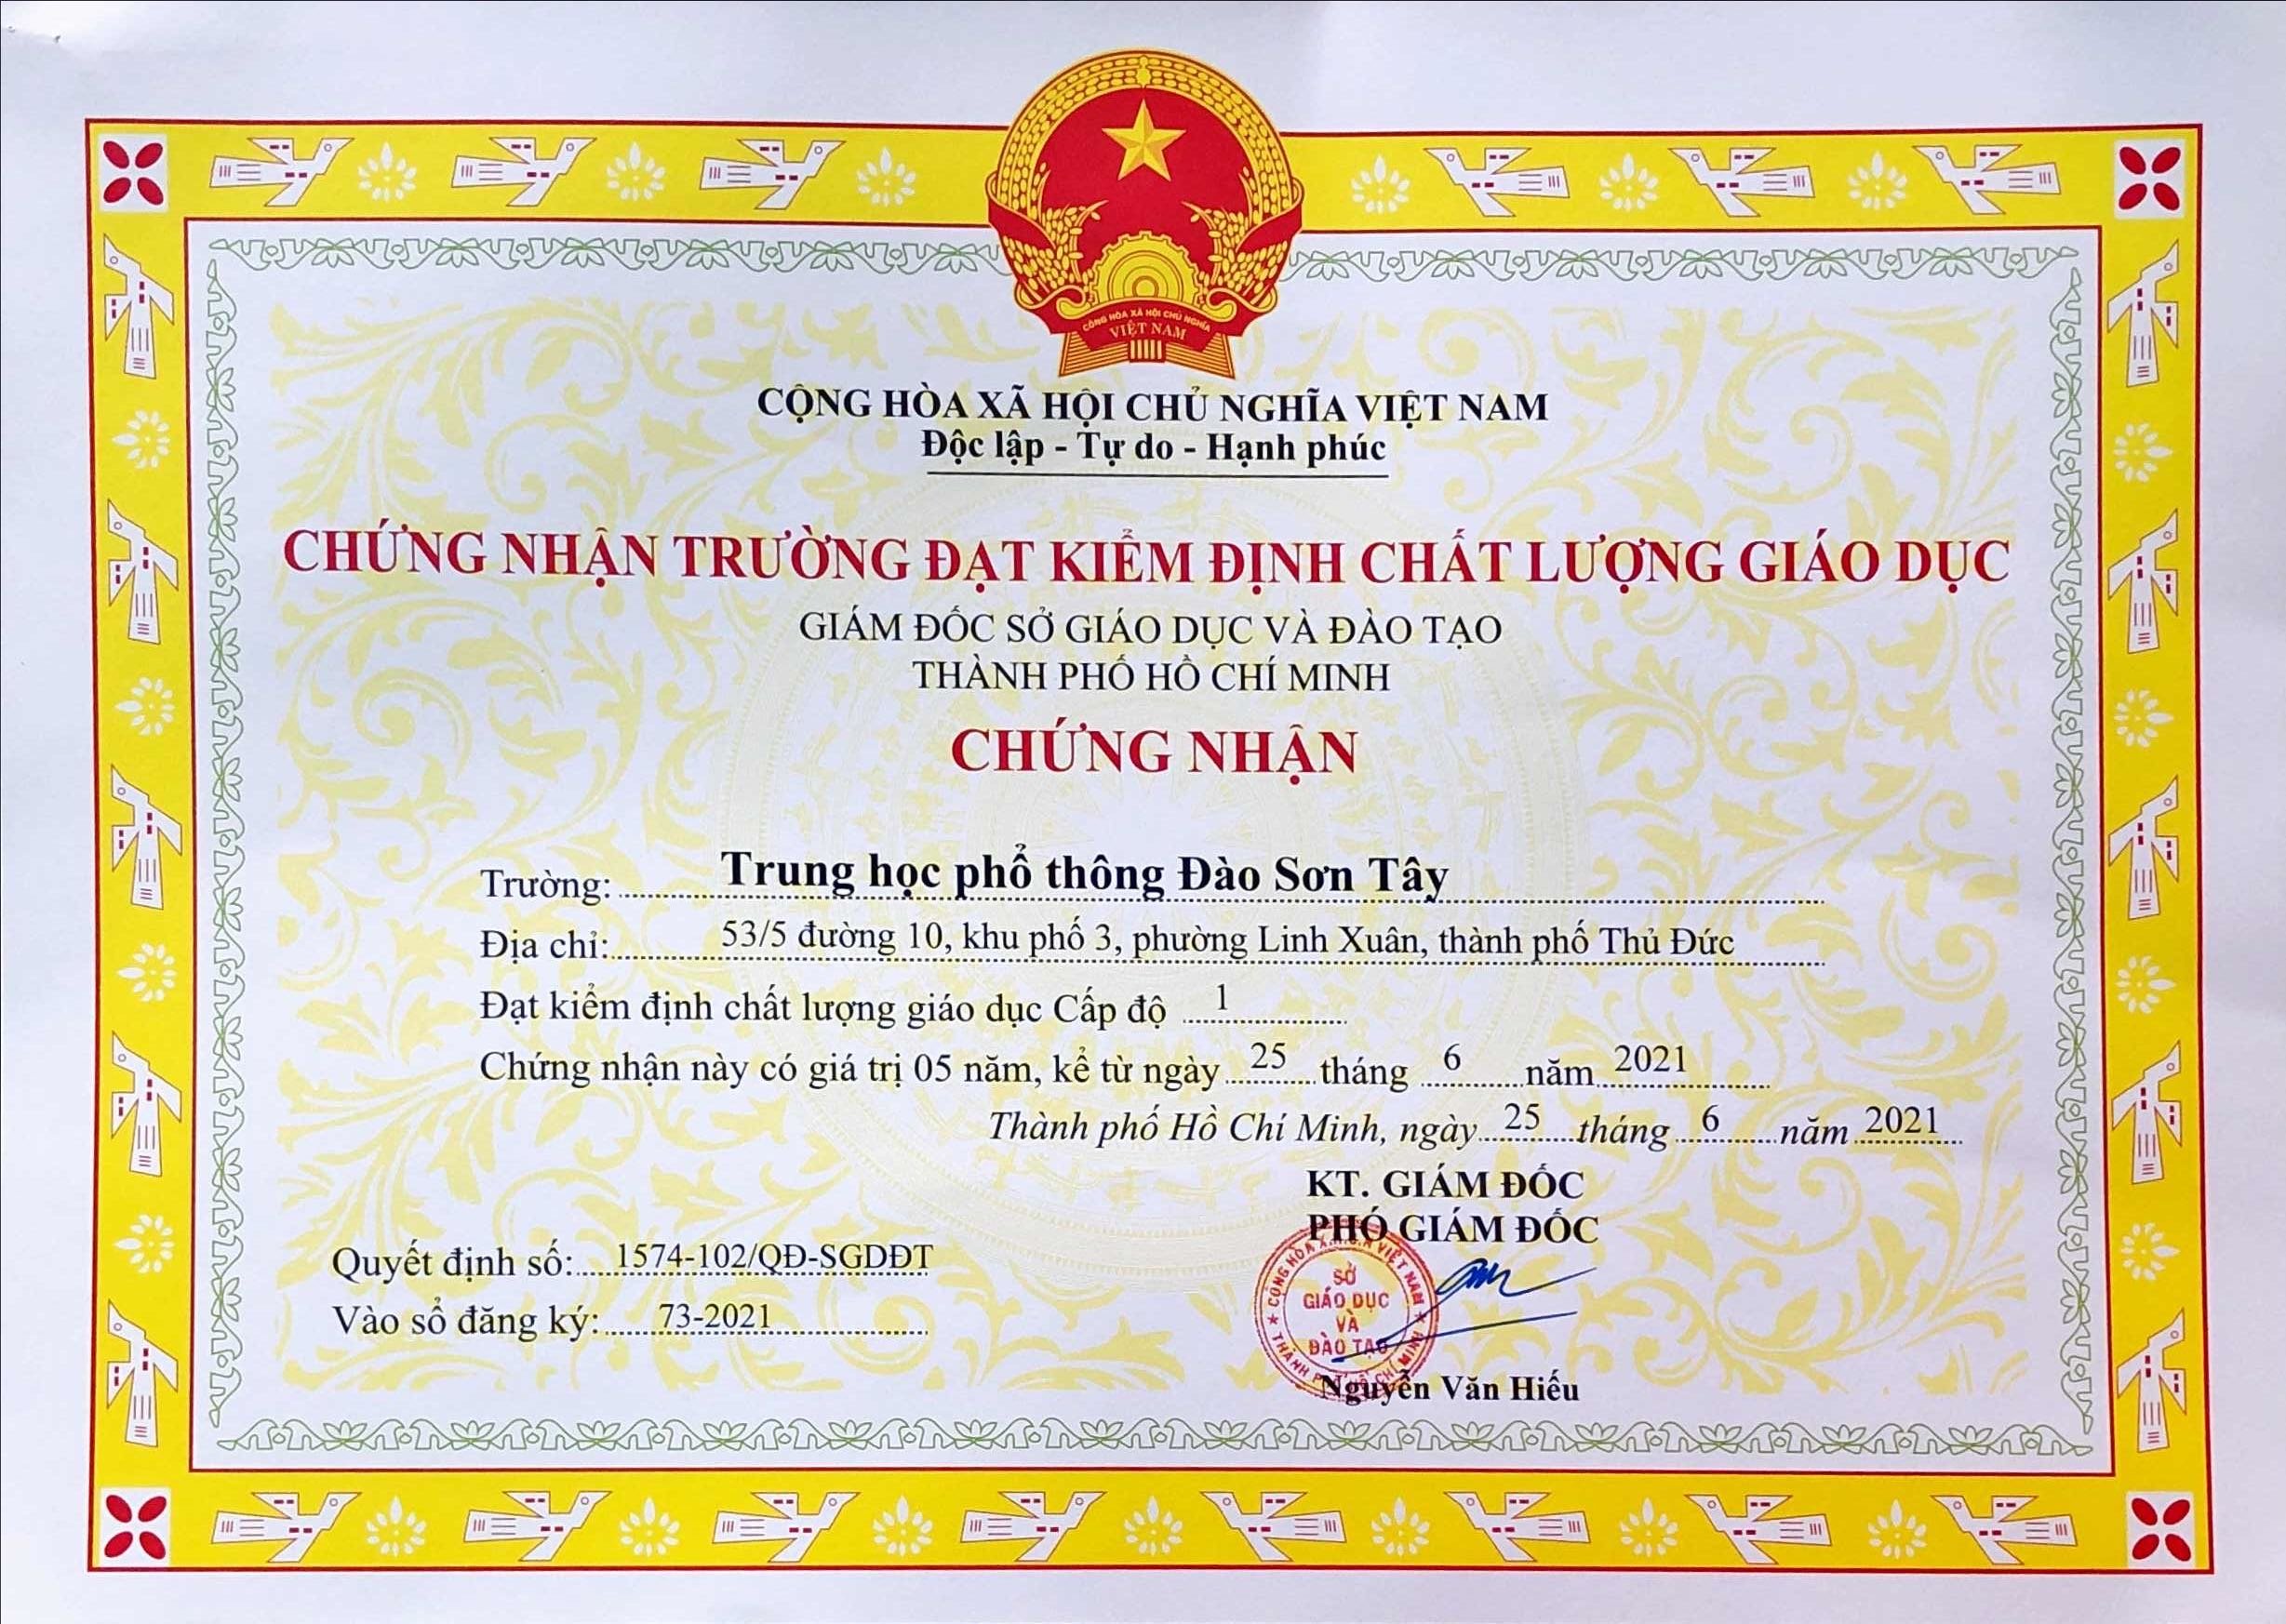 CỘNG HÒA XÃ HỘI CHỦ NGHĨA
VIỆT NAM
CỘNG HÒA XÃ HỘI CHỦ NGHĨA VIỆT NAM
Độc lập - Tự do - Hạnh phúc
CHỨNG NHẬN TRƯỜNG ĐẠT KIỂM ĐỊNH CHẤT LƯỢNG GIÁO DỤC
GIÁM ĐỐC SỞ GIÁO DỤC VÀ ĐÀO TẠO
THÀNH PHỐ HỒ CHÍ MINH
CHỨNG NHẬN
Trường: Trung học phổ thông Đào Sơn Tây
Địa chỉ: 53/5 đường 10, khu phố 3, phường Linh Xuân, thành phố Thủ Đức
Đạt kiểm định chất lượng giáo dục Cấp độ 1
Chứng nhận này có giá trị 05 năm, kể từ ngày 25 tháng 6 năm 2021
Thành phố Hồ Chí Minh, ngày 25 tháng 6 năm 2021
KT. GIÁM ĐỐC
PHÓ GIÁM ĐỐC
Quyết định số: 1574-102/QĐ-SGDĐT
Vào sổ đăng ký: 73-2021
SỞ
GIÁO DỤC
VÀ
ĐÀO TẠO
Nguyễn Văn Hiếu